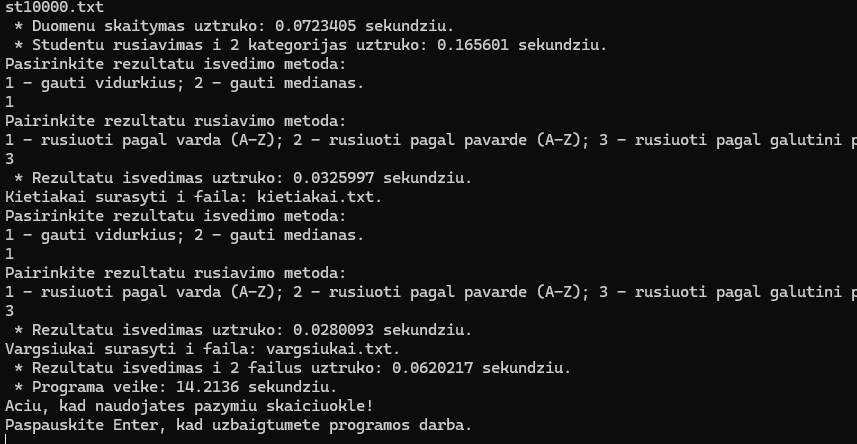 st10000.txt
* Duomenu skaitymas uztruko: 0.0723405 sekundziu.
* Studentu rusiavimas i 2 kategorijas uztruko: 0.165601 sekundziu.
Pasirinkite rezultatu isvedimo metoda:
1 - gauti vidurkius; 2 - gauti medianas.
1
Pairinkite rezultatu rusiavimo metoda:
1 - rusiuoti pagal varda (A-Z); 2 - rusiuoti pagal pavarde (A-Z); 3 - rusiuoti pagal galutini p
3
* Rezultatu isvedimas uztruko: 0.0325997 sekundziu.
Kietiakai surasyti i faila: kietiakai.txt.
Pasirinkite rezultatu isvedimo metoda:
1 - gauti vidurkius; 2 - gauti medianas.
1
Pairinkite rezultatu rusiavimo metoda:
1 - rusiuoti pagal varda (A-Z); 2 - rusiuoti pagal pavarde (A-Z); 3 - rusiuoti pagal galutini p
3
* Rezultatu isvedimas uztruko: 0.0280093 sekundziu.
Vargsiukai surasyti i faila: vargsiukai.txt.
* Rezultatu isvedimas i 2 failus uztruko: 0.0620217 sekundziu.
* Programa veike: 14.2136 sekundziu.
Aciu, kad naudojates pazymiu skaiciuokle!
Paspauskite Enter, kad uzbaigtumete programos darba.